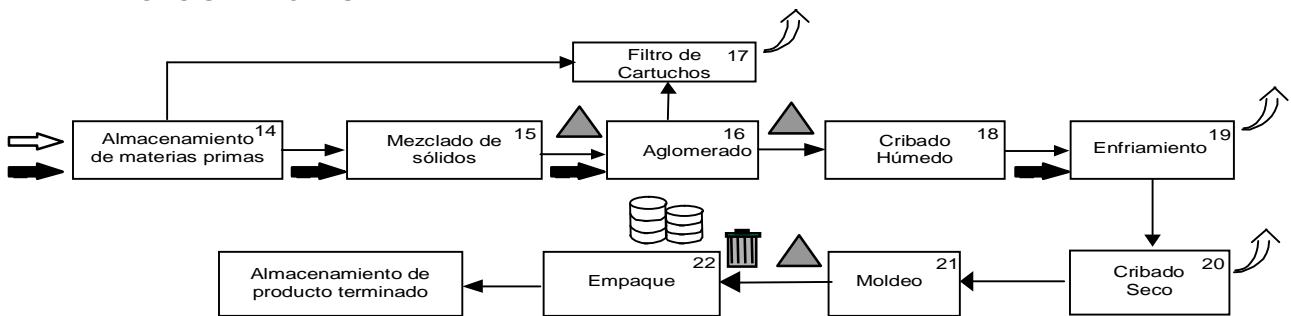 Filtro de 17
Cartuchos
Almacenamiento 14
de materias primas
Mezclado de 15
sólidos
16
Aglomerado
Cribado 18
Húmedo
Enfriamiento 19
Almacenamiento de
producto terminado
Empaque 22
Moldeo 21
Cribado 20
Seco